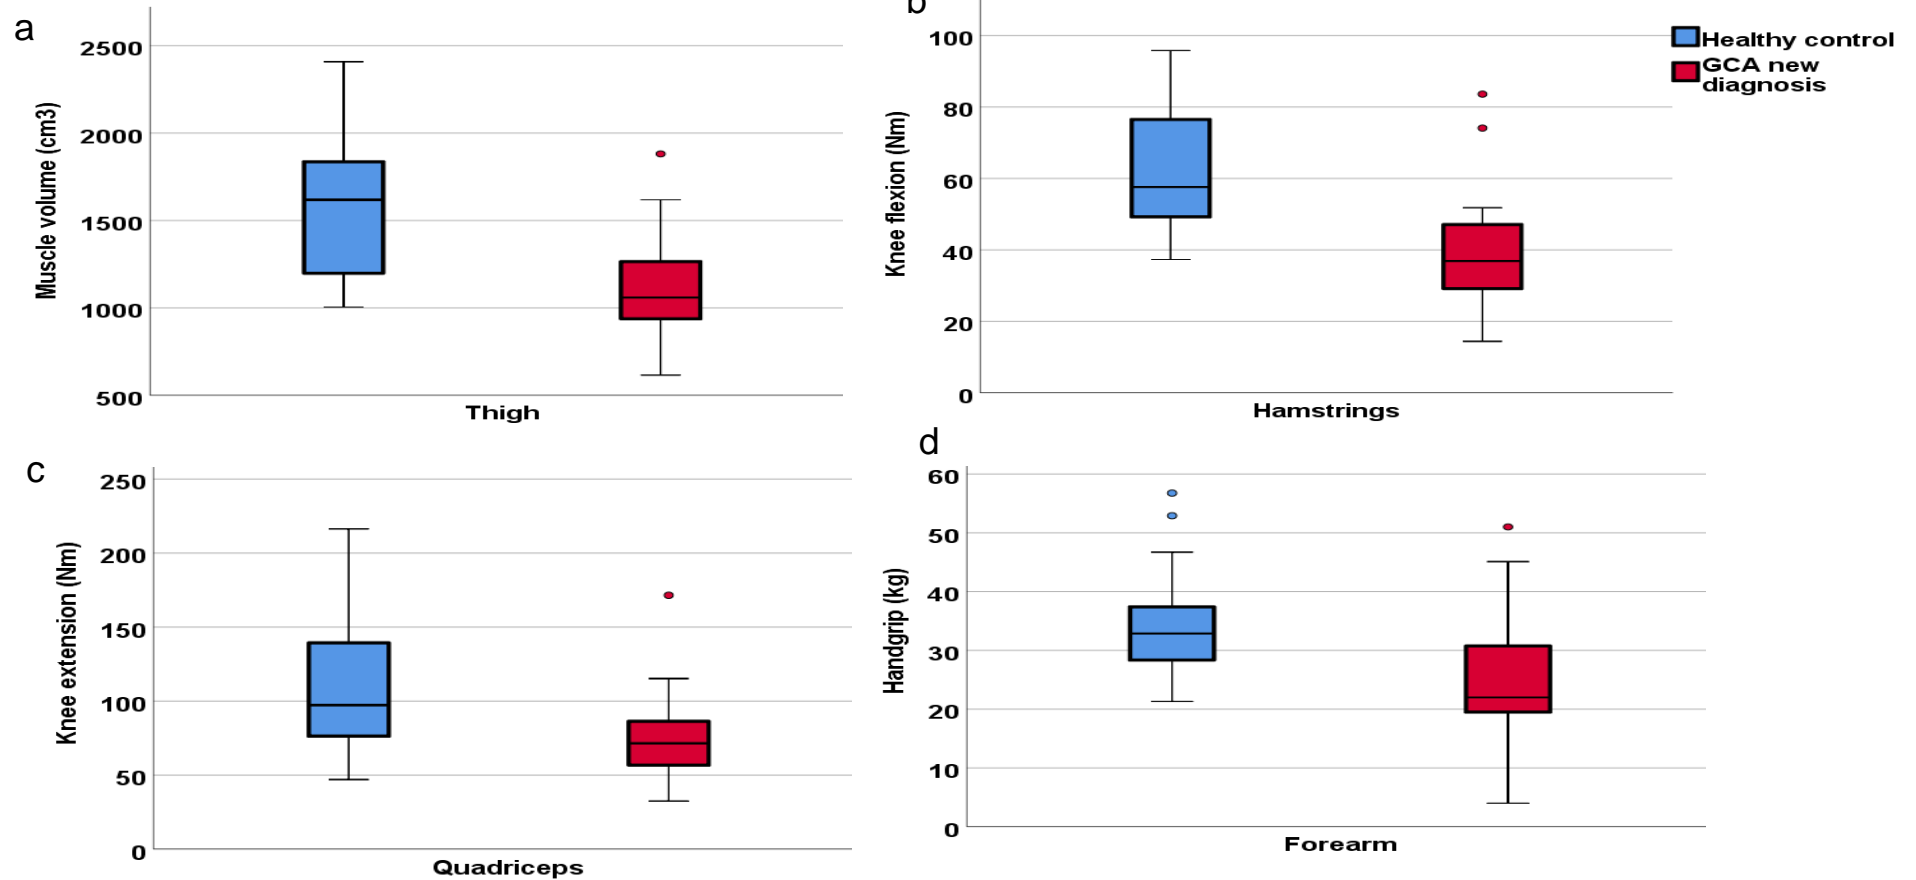 a
Muscle volume (cm3)
2500
2000
1500
1000
500
Thigh
b
Knee flexion (Nm)
100
80
60
40
20
0
Hamstrings
Healthy control
GCA new
diagnosis
c
Knee extension (Nm)
250
200
150
100
50
0
Quadriceps
d
Handgrip (kg)
60
50
40
30
20
10
0
Forearm